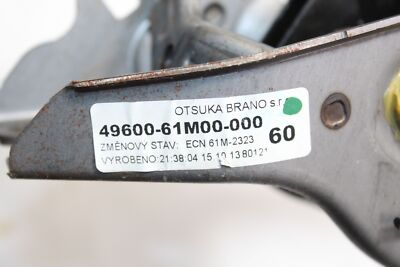 OTSUKA BRANO s.r.
49600-61M00-000
60
ZMĚNOVÝ STAV: ECN 61M-2323
VYROBENO:21:38:04 15.10.13 80121